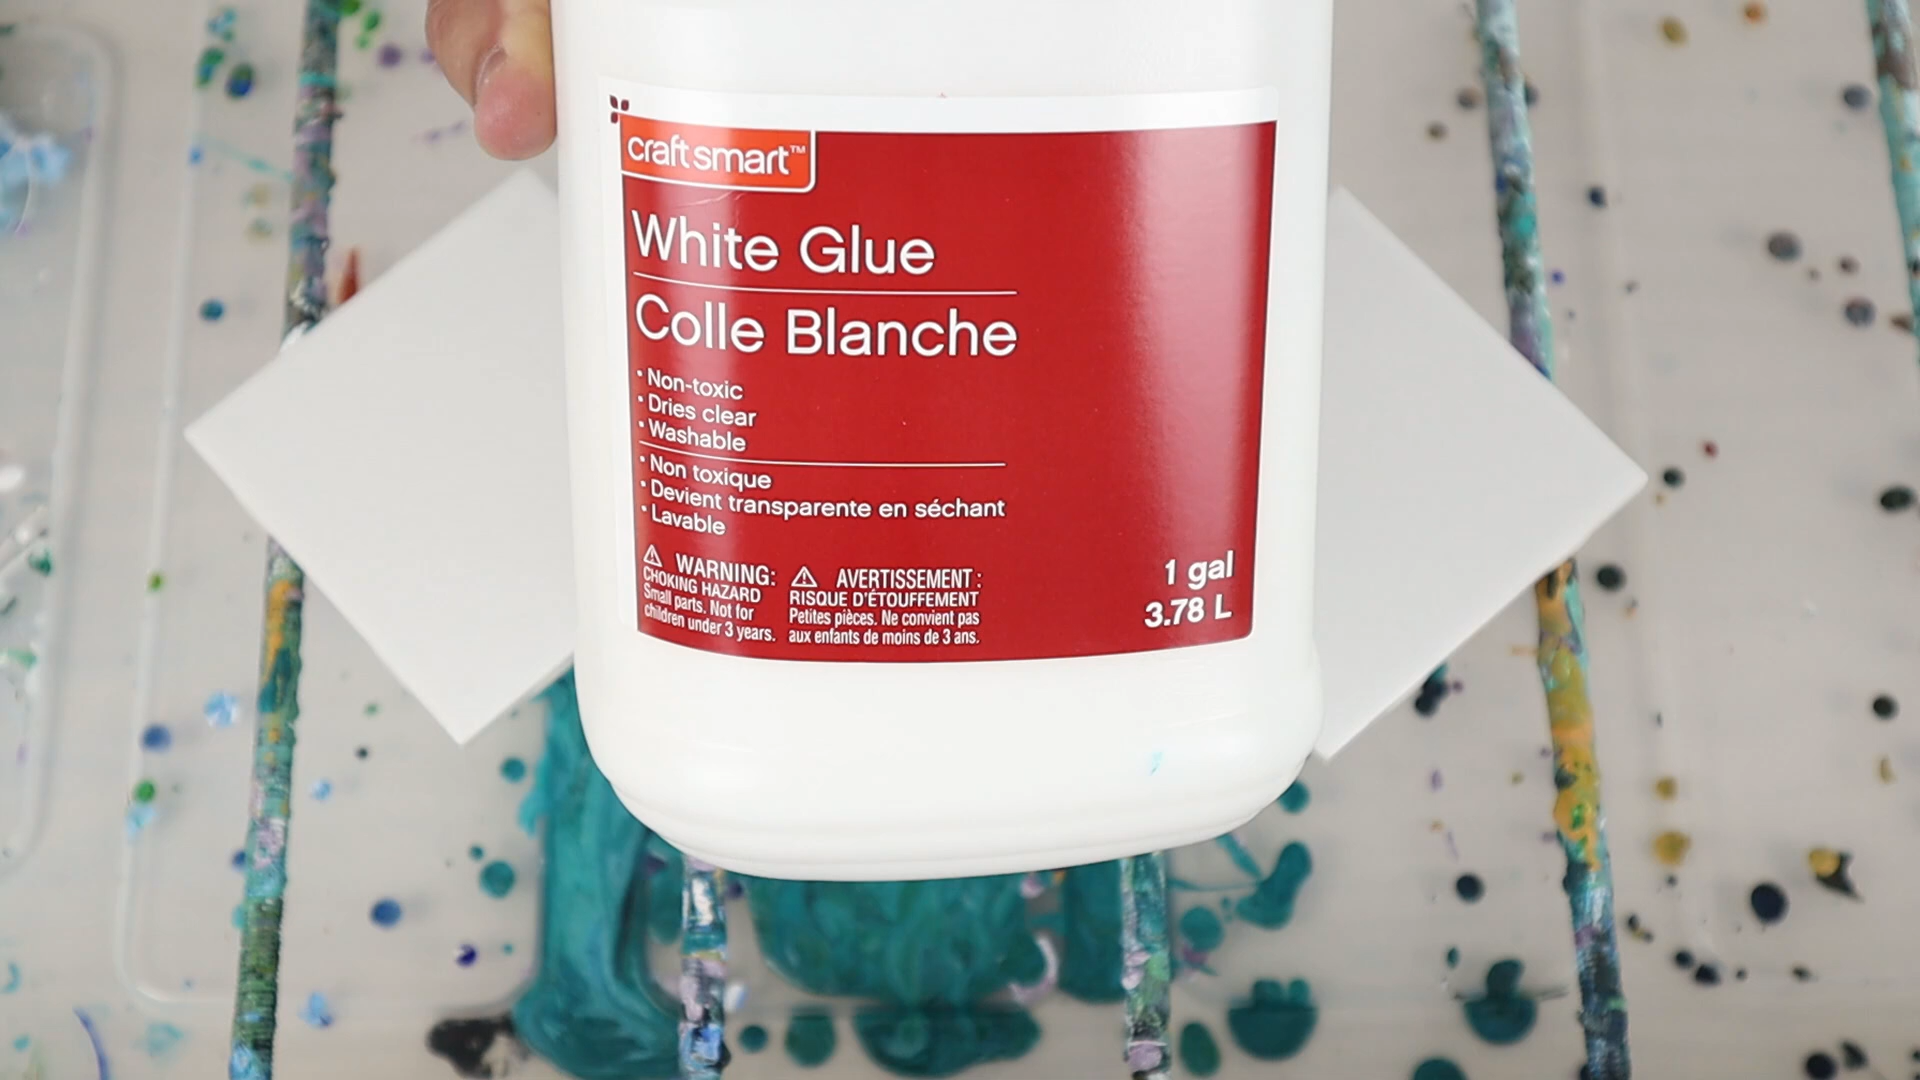 craft smart™
White Glue
Colle Blanche
• Non-toxic
• Dries clear
• Washable
• Non toxique
• Devient transparente en séchant
• Lavable
⚠ WARNING:
CHOKING HAZARD
Small parts. Not for
children under 3 years.
⚠ AVERTISSEMENT :
RISQUE D'ÉTOUFFEMENT
Petites pièces. Ne convient pas
aux enfants de moins de 3 ans.
1 gal
3.78 L